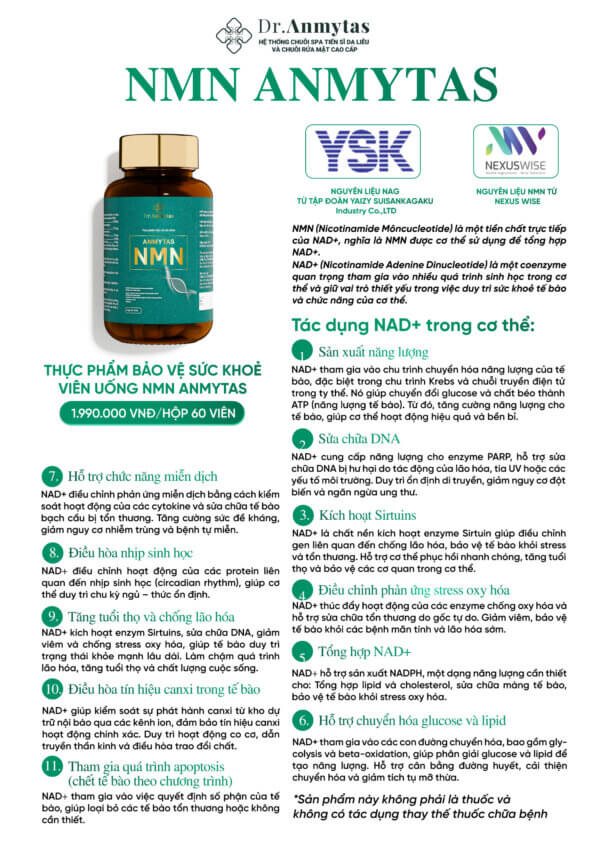 Dr.Anmytas
HỆ THỐNG CHUỖI SPA TIẾN SĨ DA LIỄU
VÀ CHUỖI RỬA MẶT CAO CẤP
NMN ANMYTAS
YSK
NEXUSWISE
NGUYÊN LIỆU NAG
TỪ TẬP ĐOÀN YAIZY SUISANKAGAKU
Industry Co.,LTD
NGUYÊN LIỆU NMN TỪ
NEXUS WISE
Dr.Anmytas
ANMYTAS
NMN
NMN (Nicotinamide Môncucleotide) là một tiền chất trực tiếp
của NAD+, nghĩa là NMN được cơ thể sử dụng để tổng hợp
NAD+.
NAD+ (Nicotinamide Adenine Dinucleotide) là một coenzyme
quan trọng tham gia vào nhiều quá trình sinh học trong cơ
thể và giữ vai trò thiết yếu trong việc duy trì sức khoẻ tế bào
và chức năng của cơ thể.
THỰC PHẨM BẢO VỆ SỨC KHOẺ
VIÊN UỐNG NMN ANMYTAS
1.990.000 VNĐ/HỘP 60 VIÊN
Tác dụng NAD+ trong cơ thể:
1. Sản xuất năng lượng
NAD+ tham gia vào chu trình chuyển hóa năng lượng của tế
bào, đặc biệt trong chu trình Krebs và chuỗi truyền điện tử
trong ty thể. Nó giúp chuyển đổi glucose và chất béo thành
ATP (năng lượng tế bào). Từ đó, tăng cường năng lượng cho
tế bào, giúp cơ thể hoạt động hiệu quả và bền bỉ.
2. Sửa chữa DNA
NAD+ cung cấp năng lượng cho enzyme PARP, hỗ trợ sửa
chữa DNA bị hư hại do tác động của lão hóa, tia UV hoặc các
yếu tố môi trường. Duy trì ổn định di truyền, giảm nguy cơ đột
biến và ngăn ngừa ung thư.
3. Kích hoạt Sirtuins
NAD+ là chất nền kích hoạt enzyme Sirtuin giúp điều chỉnh
gen liên quan đến chống lão hóa, bảo vệ tế bào khỏi stress
và tổn thương. Hỗ trợ cơ thể phục hồi nhanh chóng, tăng tuổi
thọ và bảo vệ các cơ quan trong cơ thể.
4. Điều chỉnh phản ứng stress oxy hóa
NAD+ thúc đẩy hoạt động của các enzyme chống oxy hóa và
hỗ trợ sửa chữa tổn thương do gốc tự do. Giảm viêm, bảo vệ
tế bào khỏi các bệnh mãn tính và lão hóa sớm.
5. Tổng hợp NAD+
NAD+ hỗ trợ sản xuất NADPH, một dạng năng lượng cần thiết
cho: Tổng hợp lipid và cholesterol, sửa chữa màng tế bào,
bảo vệ tế bào khỏi stress oxy hóa.
6. Hỗ trợ chuyển hóa glucose và lipid
NAD+ tham gia vào các con đường chuyển hóa, bao gồm gly-
colysis và beta-oxidation, giúp phân giải glucose và lipid để
tạo năng lượng. Hỗ trợ cân bằng đường huyết, cải thiện
chuyển hóa và giảm tích tụ mỡ thừa.
7. Hỗ trợ chức năng miễn dịch
NAD+ điều chỉnh phản ứng miễn dịch bằng cách kiểm
soát hoạt động của các cytokine và sửa chữa tế bào
bạch cầu bị tổn thương. Tăng cường sức đề kháng,
giảm nguy cơ nhiễm trùng và bệnh tự miễn.
8. Điều hòa nhịp sinh học
NAD+ điều chỉnh hoạt động của các protein liên
quan đến nhịp sinh học (circadian rhythm), giúp cơ
thể duy trì chu kỳ ngủ – thức ổn định.
9. Tăng tuổi thọ và chống lão hóa
NAD+ kích hoạt enzym Sirtuins, sửa chữa DNA, giảm
viêm và chống stress oxy hóa, giúp tế bào duy trì
trạng thái khỏe mạnh lâu dài. Làm chậm quá trình
lão hóa, tăng tuổi thọ và chất lượng cuộc sống.
10. Điều hòa tín hiệu canxi trong tế bào
NAD+ giúp kiểm soát sự phát hành canxi từ kho dự
trữ nội bào qua các kênh ion, đảm bảo tín hiệu canxi
hoạt động chính xác. Duy trì hoạt động co cơ, dẫn
truyền thần kinh và điều hòa trao đổi chất.
11. Tham gia quá trình apoptosis
(chết tế bào theo chương trình)
NAD+ tham gia vào việc quyết định số phận của tế
bào, giúp loại bỏ các tế bào tổn thương hoặc không
cần thiết.
*Sản phẩm này không phải là thuốc và
không có tác dụng thay thế thuốc chữa bệnh